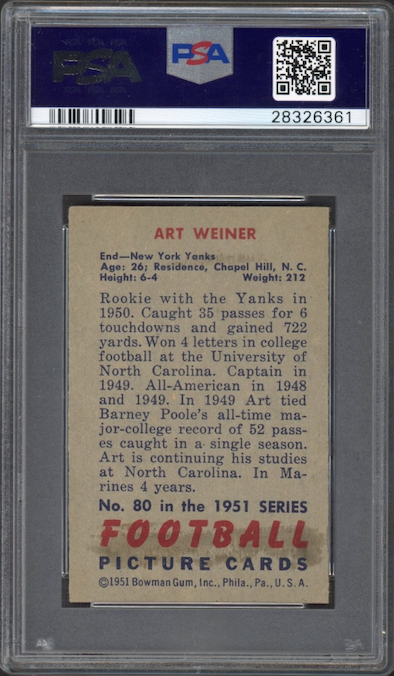 PSA
PSA
28326361
ART WEINER
End—New York Yanks
Age: 26; Residence, Chapel Hill, N. C.
Height: 6-4 Weight: 212
Rookie with the Yanks in
1950. Caught 35 passes for 6
touchdowns and gained 722
yards. Won 4 letters in college
football at the University of
North Carolina. Captain in
1949. All-American in 1948
and 1949. In 1949 Art tied
Barney Poole's all-time ma-
jor-college record of 52 pass-
es caught in a single season.
Art is continuing his studies
at North Carolina. In Ma-
rines 4 years.
No. 80 in the 1951 SERIES
FOOTBALL
PICTURE CARDS
©1951 Bowman Gum, Inc., Phila., Pa., U. S. A.